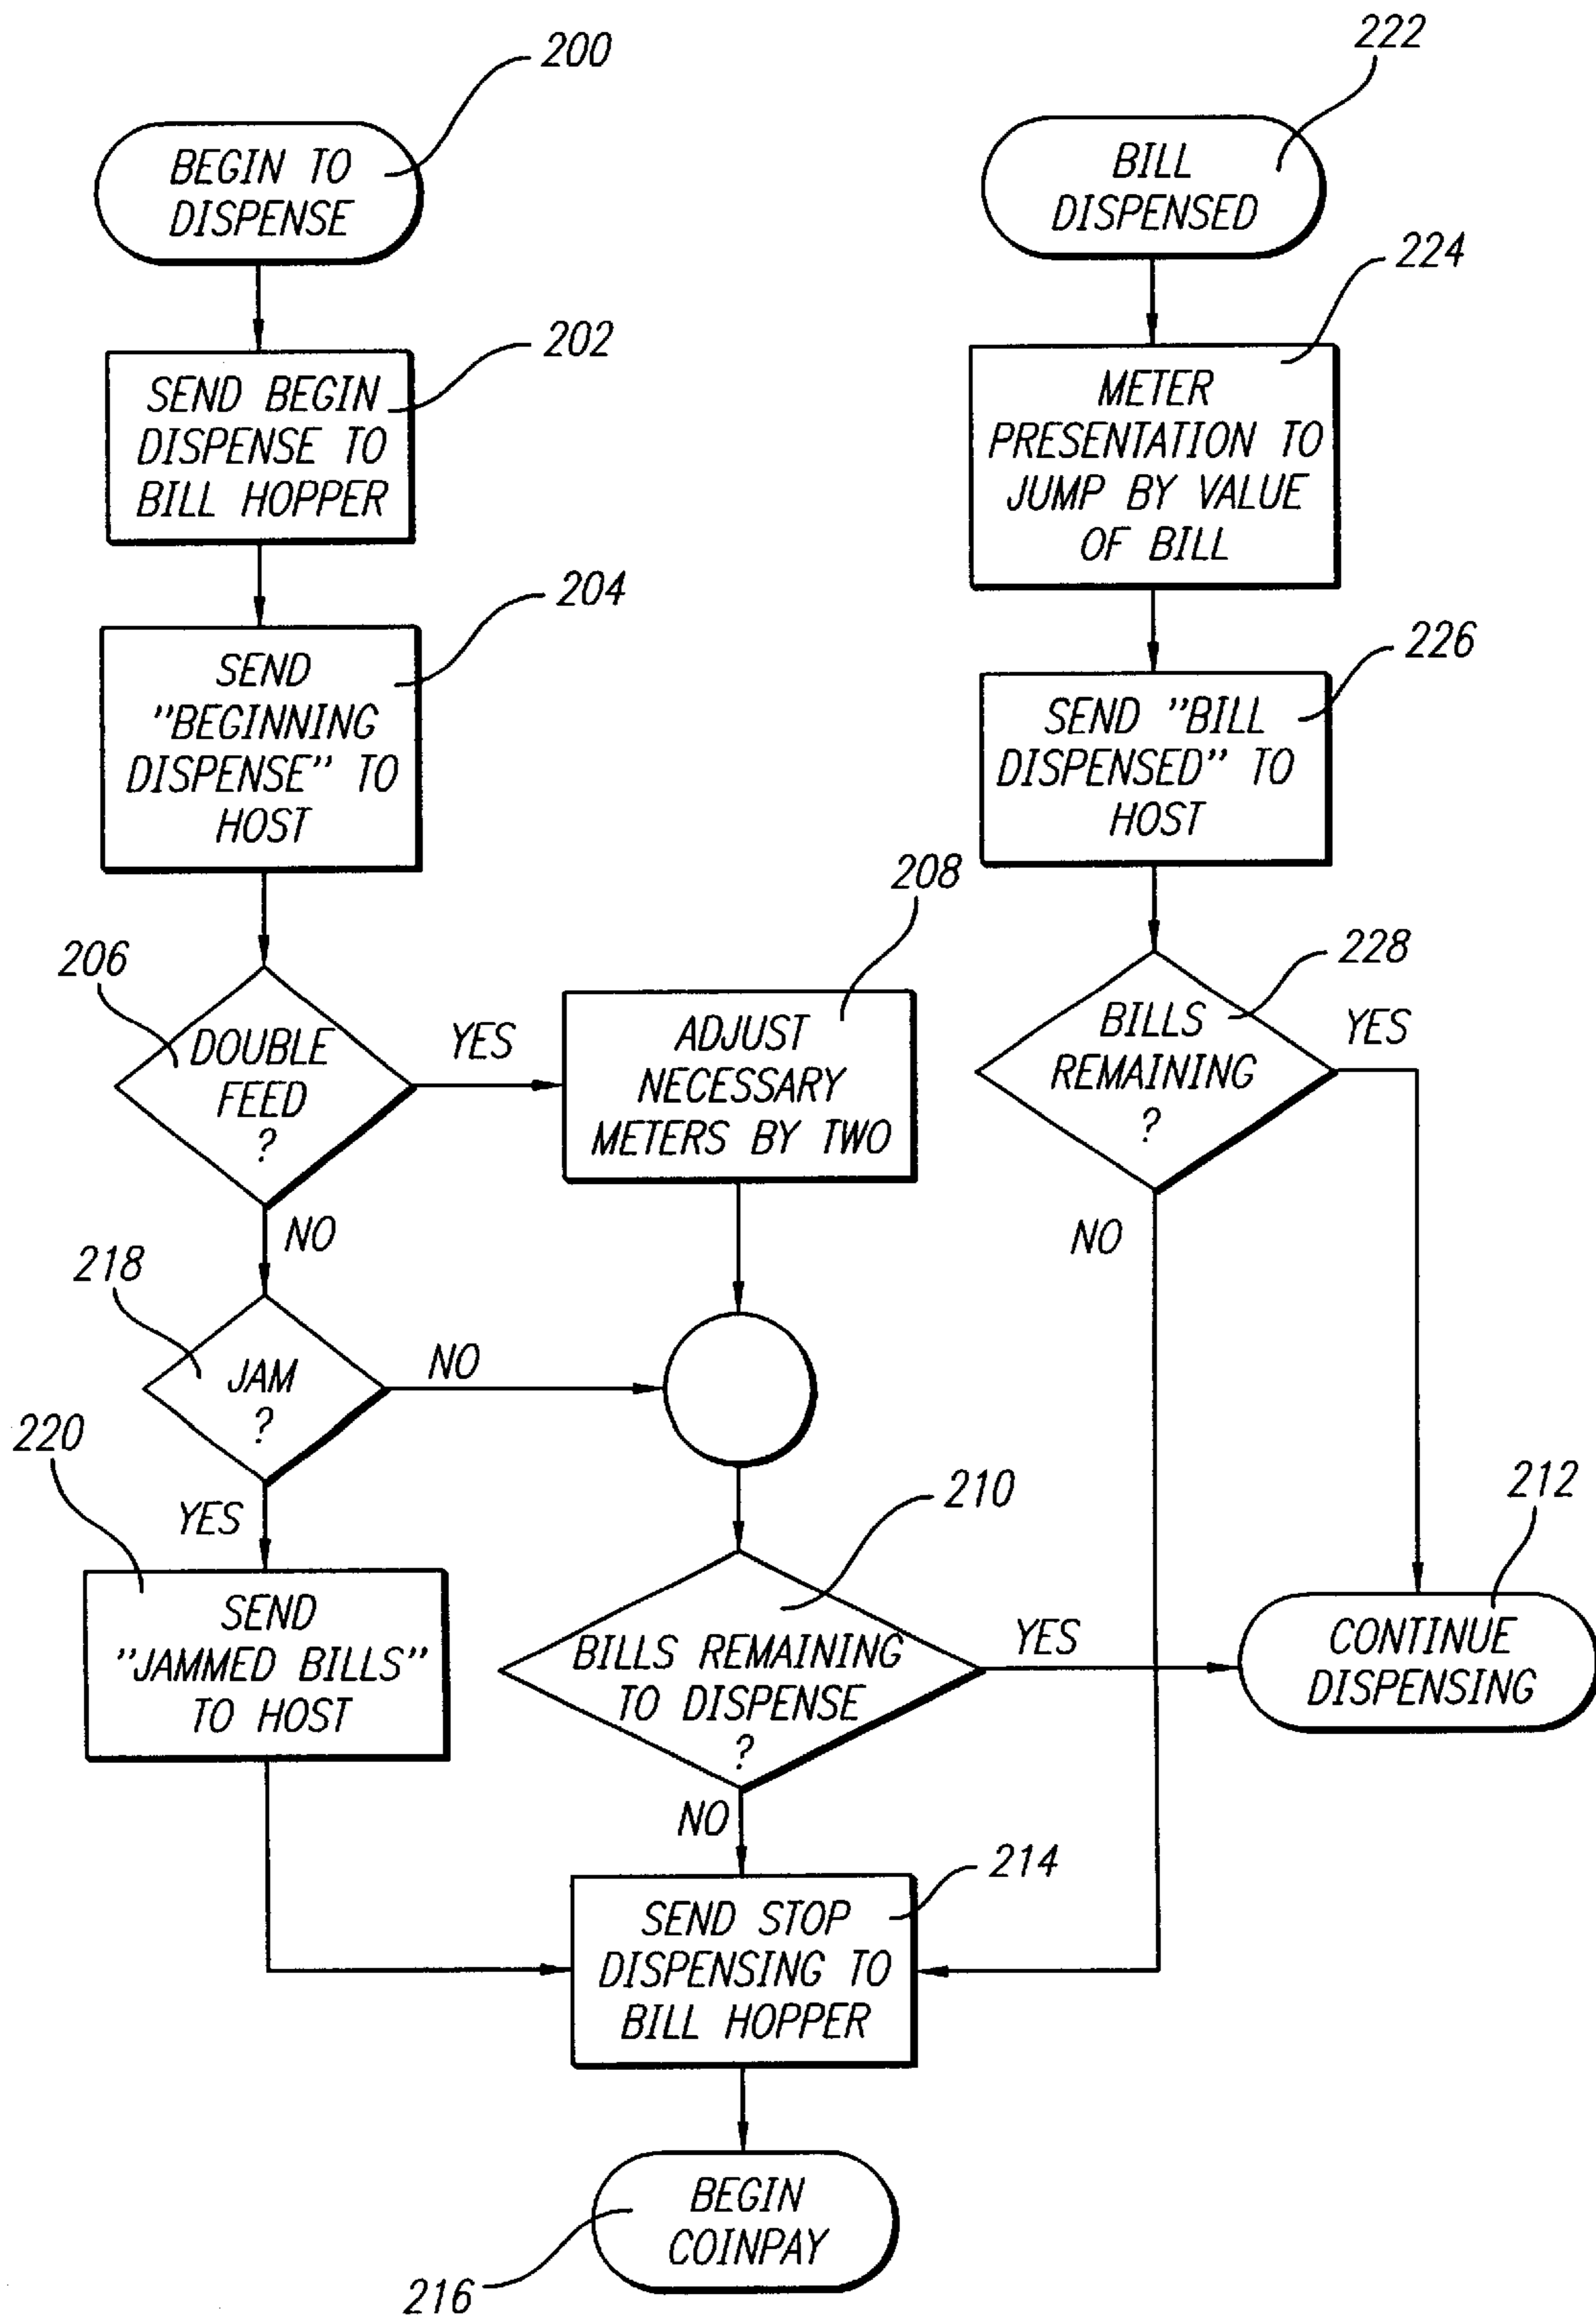 200
BEGIN TO
DISPENSE
202
SEND BEGIN
DISPENSE TO
BILL HOPPER
204
SEND
"BEGINNING
DISPENSE" TO
HOST
206
DOUBLE
FEED
?
YES
NO
208
ADJUST
NECESSARY
METERS BY TWO
218
JAM
?
NO
YES
220
SEND
"JAMMED BILLS"
TO HOST
210
BILLS REMAINING
TO DISPENSE
?
YES
NO
214
SEND STOP
DISPENSING TO
BILL HOPPER
BEGIN
COINPAY
216
222
BILL
DISPENSED
224
METER
PRESENTATION TO
JUMP BY VALUE
OF BILL
226
SEND "BILL
DISPENSED" TO
HOST
228
BILLS
REMAINING
?
YES
NO
212
CONTINUE
DISPENSING